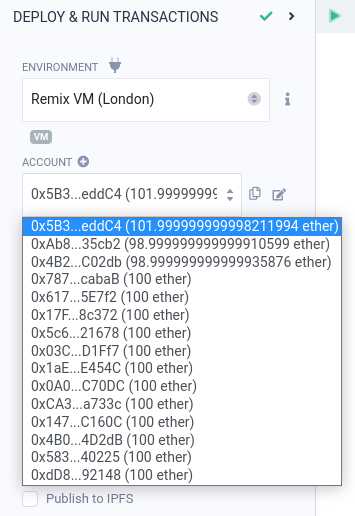 DEPLOY & RUN TRANSACTIONS
ENVIRONMENT
Remix VM (London)
VM
ACCOUNT
0x5B3...eddC4 (101.99999999
0x5B3...eddC4 (101.999999999998211994 ether)
0xAb8...35cb2 (98.999999999999910599 ether)
0x4B2...C02db (98.999999999999935876 ether)
0x787...cabaB (100 ether)
0x617...5E7f2 (100 ether)
0x17F...8c372 (100 ether)
0x5c6...21678 (100 ether)
0x03C...D1Ff7 (100 ether)
0x1aE...E454C (100 ether)
0x0A0...C70DC (100 ether)
0xCA3...a733c (100 ether)
0x147...C160C (100 ether)
0x4B0...4D2dB (100 ether)
0x583...40225 (100 ether)
0xdD8...92148 (100 ether)
Publish to IPFS